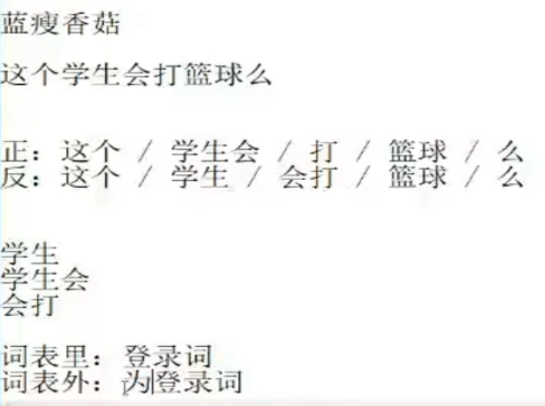 蓝瘦香菇
这个学生会打篮球么
正：这个 / 学生会 / 打 / 篮球 / 么
反：这个 / 学生 / 会打 / 篮球 / 么
学生
学生会
会打
词表里：登录词
词表外：为登录词